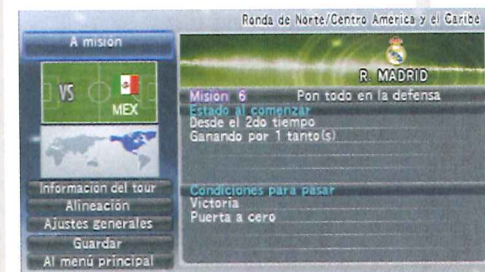 Ronda de Norte/Centro América y el Caribe
A misión
VS
MEX
R. MADRID
Misión 6 Pon todo en la defensa
Estado al comenzar
Desde el 2do tiempo
Ganando por 1 tanto(s)
Condiciones para pasar
Victoria
Puerta a cero
Información del tour
Alineación
Ajustes generales
Guardar
Al menú principal